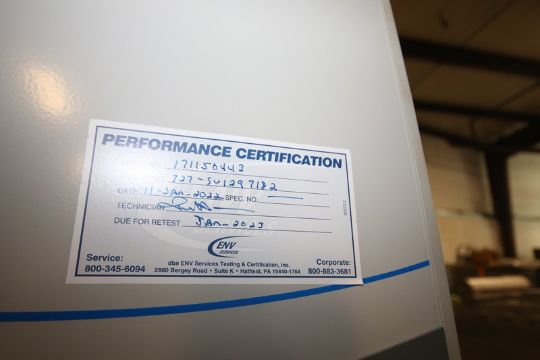 PERFORMANCE CERTIFICATION
171150443
727-SU1297182
DATE 11-JAN-2022 SPEC. NO.
TECHNICIAN
DUE FOR RETEST JAN-2023
ENV
SERVICES
dba ENV Services Testing & Certification, Inc.
Service: Corporate:
800-345-6094 2880 Bergey Road • Suite K • Hatfield, PA 19440-1764 800-883-3681